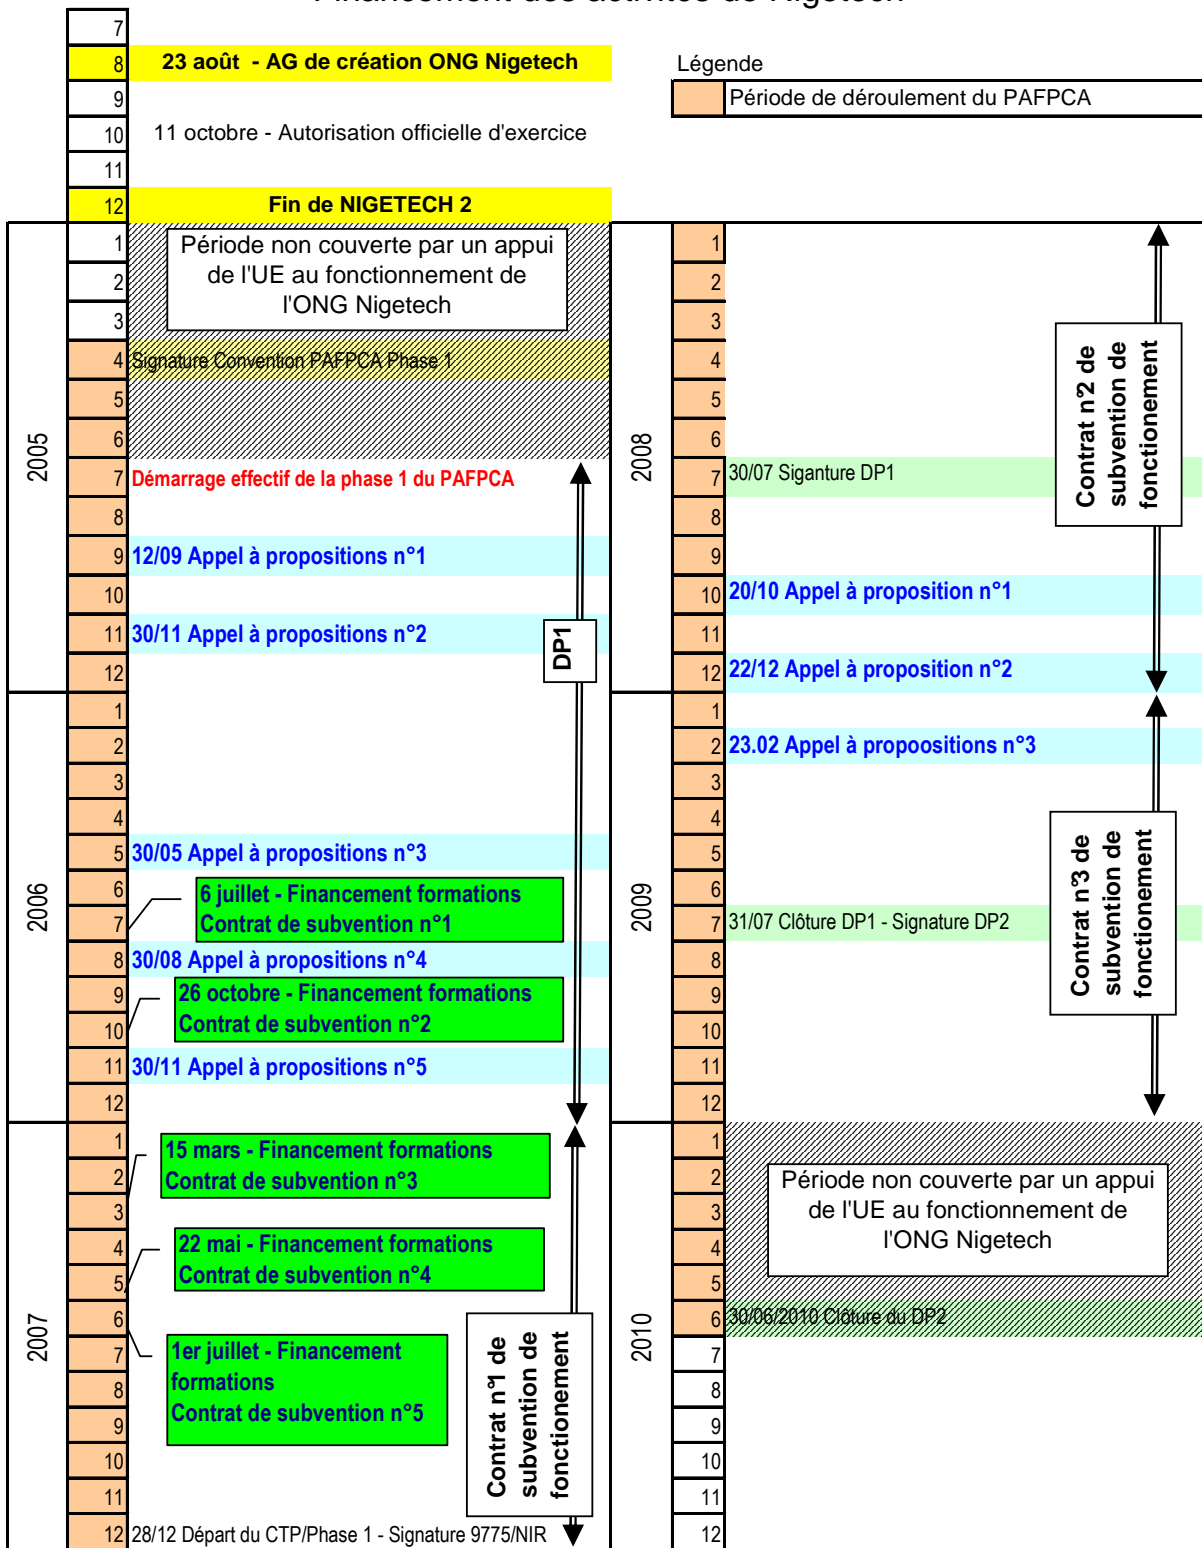 Financement des activités de Nigetech
7
8 23 août - AG de création ONG Nigetech
9
10 11 octobre - Autorisation officielle d'exercice
11
12 Fin de NIGETECH 2
2005
1
2
3
Période non couverte par un appui
de l'UE au fonctionnement de
l'ONG Nigetech
4 Signature Convention PAFPCA Phase 1
5
6
7 Démarrage effectif de la phase 1 du PAFPCA
8
9 12/09 Appel à propositions n°1
10
11 30/11 Appel à propositions n°2
12
DP1
2006
1
2
3
4
5 30/05 Appel à propositions n°3
6
7
6 juillet - Financement formations
Contrat de subvention n°1
8 30/08 Appel à propositions n°4
9
10
26 octobre - Financement formations
Contrat de subvention n°2
11 30/11 Appel à propositions n°5
12
2007
1
2
3
15 mars - Financement formations
Contrat de subvention n°3
4
5
22 mai - Financement formations
Contrat de subvention n°4
6
7
8
9
1er juillet - Financement
formations
Contrat de subvention n°5
10
11
12 28/12 Départ du CTP/Phase 1 - Signature 9775/NIR
Contrat n°1 de
subvention de
fonctionement
Légende
Période de déroulement du PAFPCA
2008
1
2
3
4
5
6
7 30/07 Siganture DP1
8
9
10 20/10 Appel à proposition n°1
11
12 22/12 Appel à proposition n°2
Contrat n°2 de
subvention de
fonctionement
2009
1
2 23.02 Appel à propoositions n°3
3
4
5
6
7 31/07 Clôture DP1 - Signature DP2
8
9
10
11
12
Contrat n°3 de
subvention de
fonctionement
2010
1
2
3
4
5
Période non couverte par un appui
de l'UE au fonctionnement de
l'ONG Nigetech
6 30/06/2010 Clôture du DP2
7
8
9
10
11
12